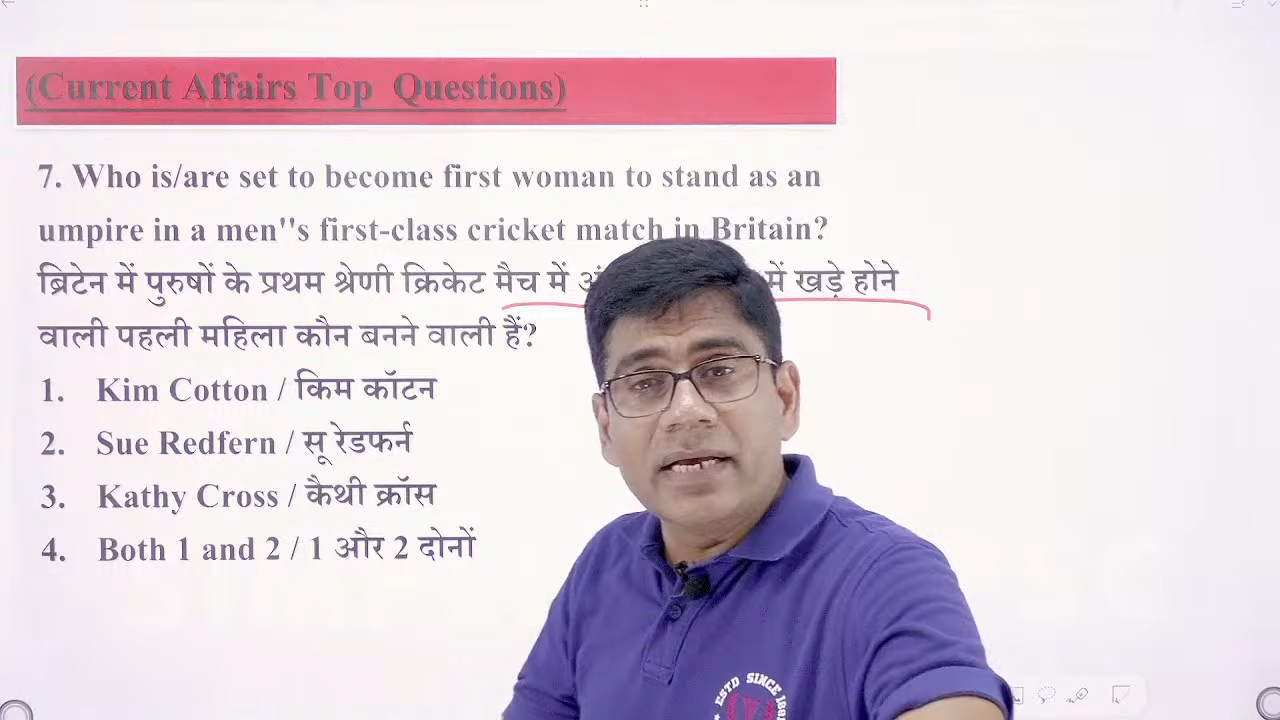 (Current Affairs Top Questions)
7. Who is/are set to become first woman to stand as an
umpire in a men''s first-class cricket match in Britain?
ब्रिटेन में पुरुषों के प्रथम श्रेणी क्रिकेट मैच में में खड़े होने
वाली पहली महिला कौन बनने वाली हैं?
1. Kim Cotton / किम कॉटन
2. Sue Redfern / सू रेडफर्न
3. Kathy Cross / कैथी क्रॉस
4. Both 1 and 2 / 1 और 2 दोनों
ESTD SINCE